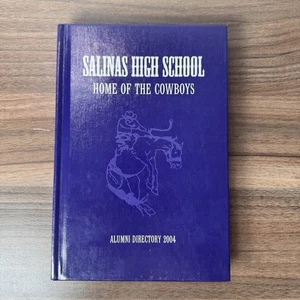 SALINAS HIGH SCHOOL
HOME OF THE COWBOYS
ALUMNI DIRECTORY 2004